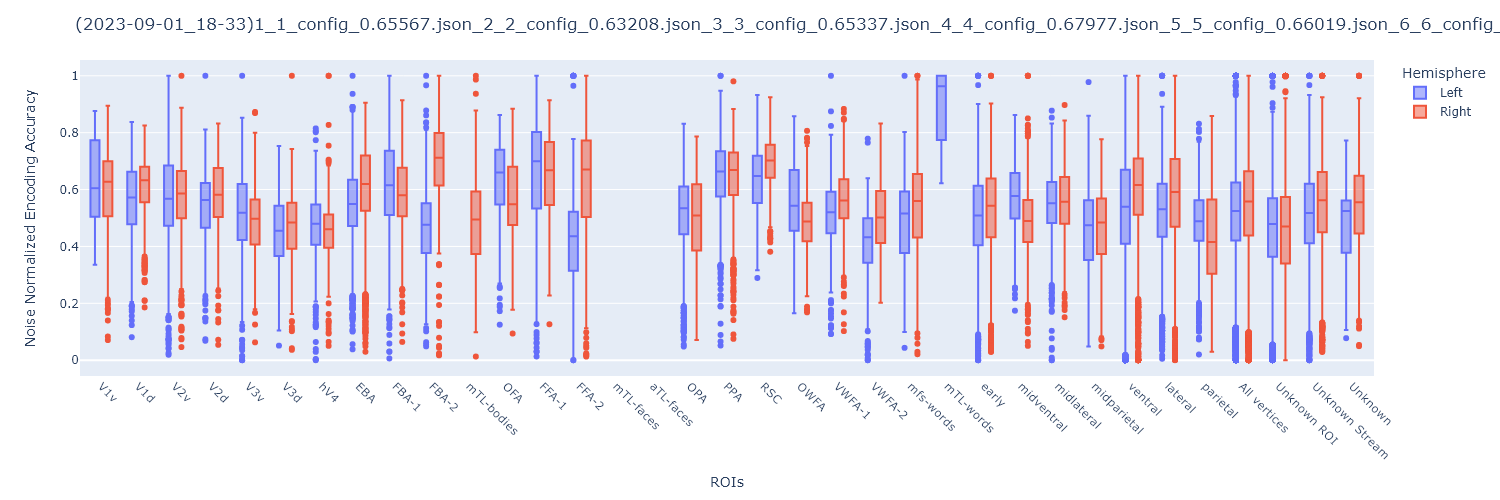 (2023-09-01_18-33)1_1_config_0.65567.json_2_2_config_0.63208.json_3_3_config_0.65337.json_4_4_config_0.67977.json_5_5_config_0.66019.json_6_6_config_
Noise Normalized Encoding Accuracy
1
0.8
0.6
0.4
0.2
0
V1v
V1d
V2v
V2d
V3v
V3d
hV4
EBA
FBA-1
FBA-2
mTL-bodies
OFA
FFA-1
FFA-2
mTL-faces
aTL-faces
OPA
PPA
RSC
OWFA
VWFA-1
VWFA-2
mfs-words
mTL-words
early
midventral
midlateral
midparietal
ventral
lateral
parietal
All vertices
Unknown ROI
Unknown Stream
Unknown
ROIs
Hemisphere
Left
Right